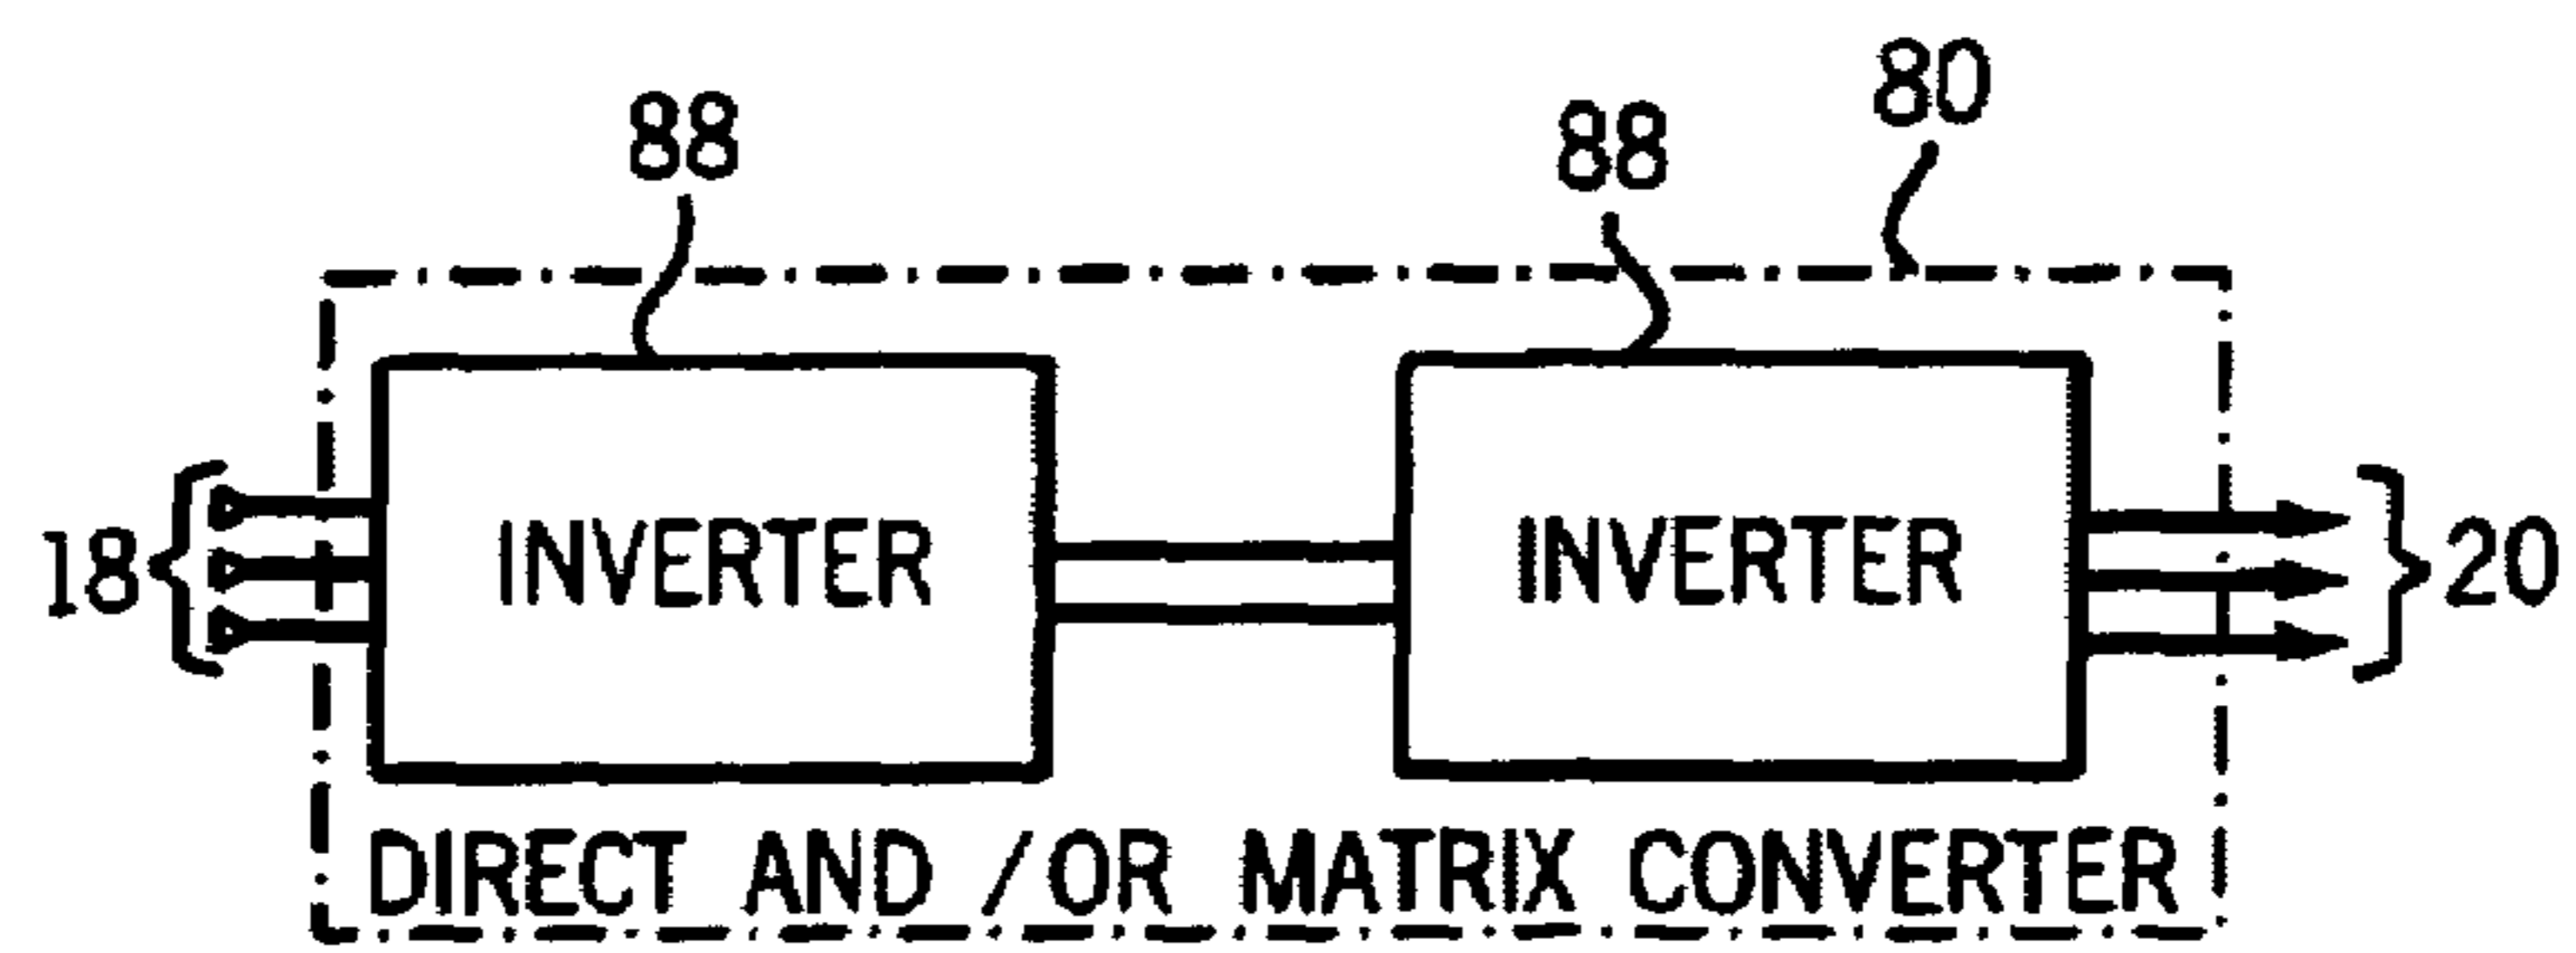 80
88
88
18
INVERTER
INVERTER
20
DIRECT AND /OR MATRIX CONVERTER